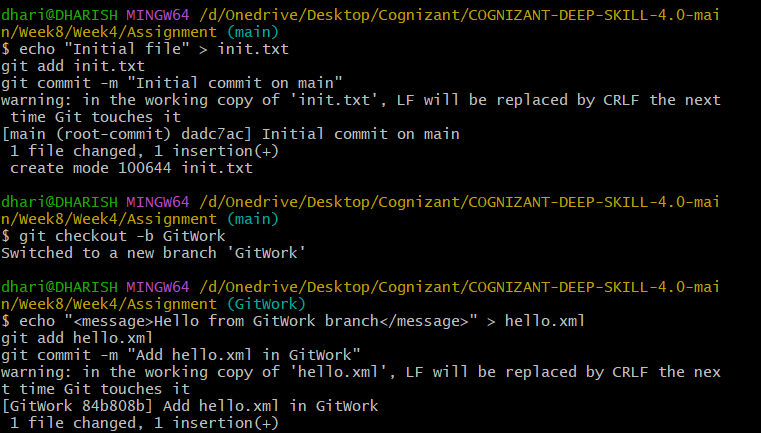 dhari@DHARISH MINGW64 /d/Onedrive/Desktop/Cognizant/COGNIZANT-DEEP-SKILL-4.0-mai
n/Week8/Week4/Assignment (main)
$ echo "Initial file" > init.txt
git add init.txt
git commit -m "Initial commit on main"
warning: in the working copy of 'init.txt', LF will be replaced by CRLF the next
 time Git touches it
[main (root-commit) dadc7ac] Initial commit on main
 1 file changed, 1 insertion(+)
 create mode 100644 init.txt

dhari@DHARISH MINGW64 /d/Onedrive/Desktop/Cognizant/COGNIZANT-DEEP-SKILL-4.0-mai
n/Week8/Week4/Assignment (main)
$ git checkout -b GitWork
Switched to a new branch 'GitWork'

dhari@DHARISH MINGW64 /d/Onedrive/Desktop/Cognizant/COGNIZANT-DEEP-SKILL-4.0-mai
n/Week8/Week4/Assignment (GitWork)
$ echo "<message>Hello from GitWork branch</message>" > hello.xml
git add hello.xml
git commit -m "Add hello.xml in GitWork"
warning: in the working copy of 'hello.xml', LF will be replaced by CRLF the nex
t time Git touches it
[GitWork 84b808b] Add hello.xml in GitWork
 1 file changed, 1 insertion(+)